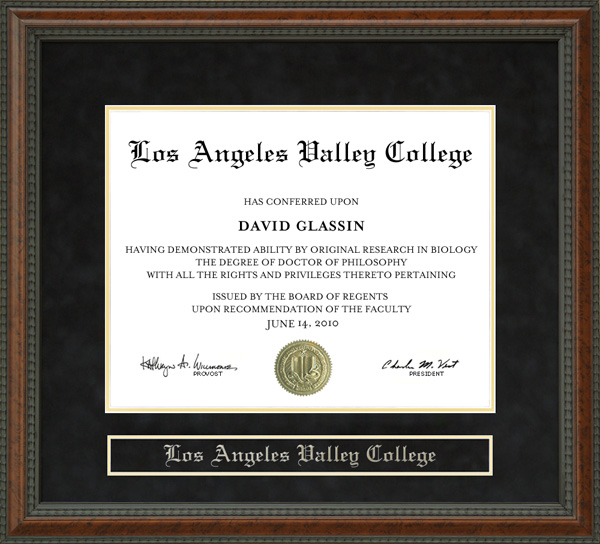 Los Angeles Valley College
HAS CONFERRED UPON
DAVID GLASSIN
HAVING DEMONSTRATED ABILITY BY ORIGINAL RESEARCH IN BIOLOGY
THE DEGREE OF DOCTOR OF PHILOSOPHY
WITH ALL THE RIGHTS AND PRIVILEGES THERETO PERTAINING
ISSUED BY THE BOARD OF REGENTS
UPON RECOMMENDATION OF THE FACULTY
JUNE 14, 2010
Charles M. Vest
PROVOST
PRESIDENT
Los Angeles Valley College